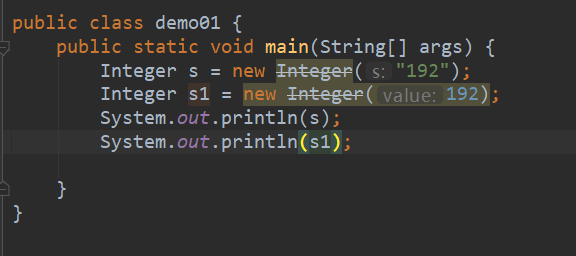 public class demo01 {
public static void main(String[] args) {
Integer s = new Integer( s: "192");
Integer s1 = new Integer( value: 192);
System.out.println(s);
System.out.println(s1);
}
}